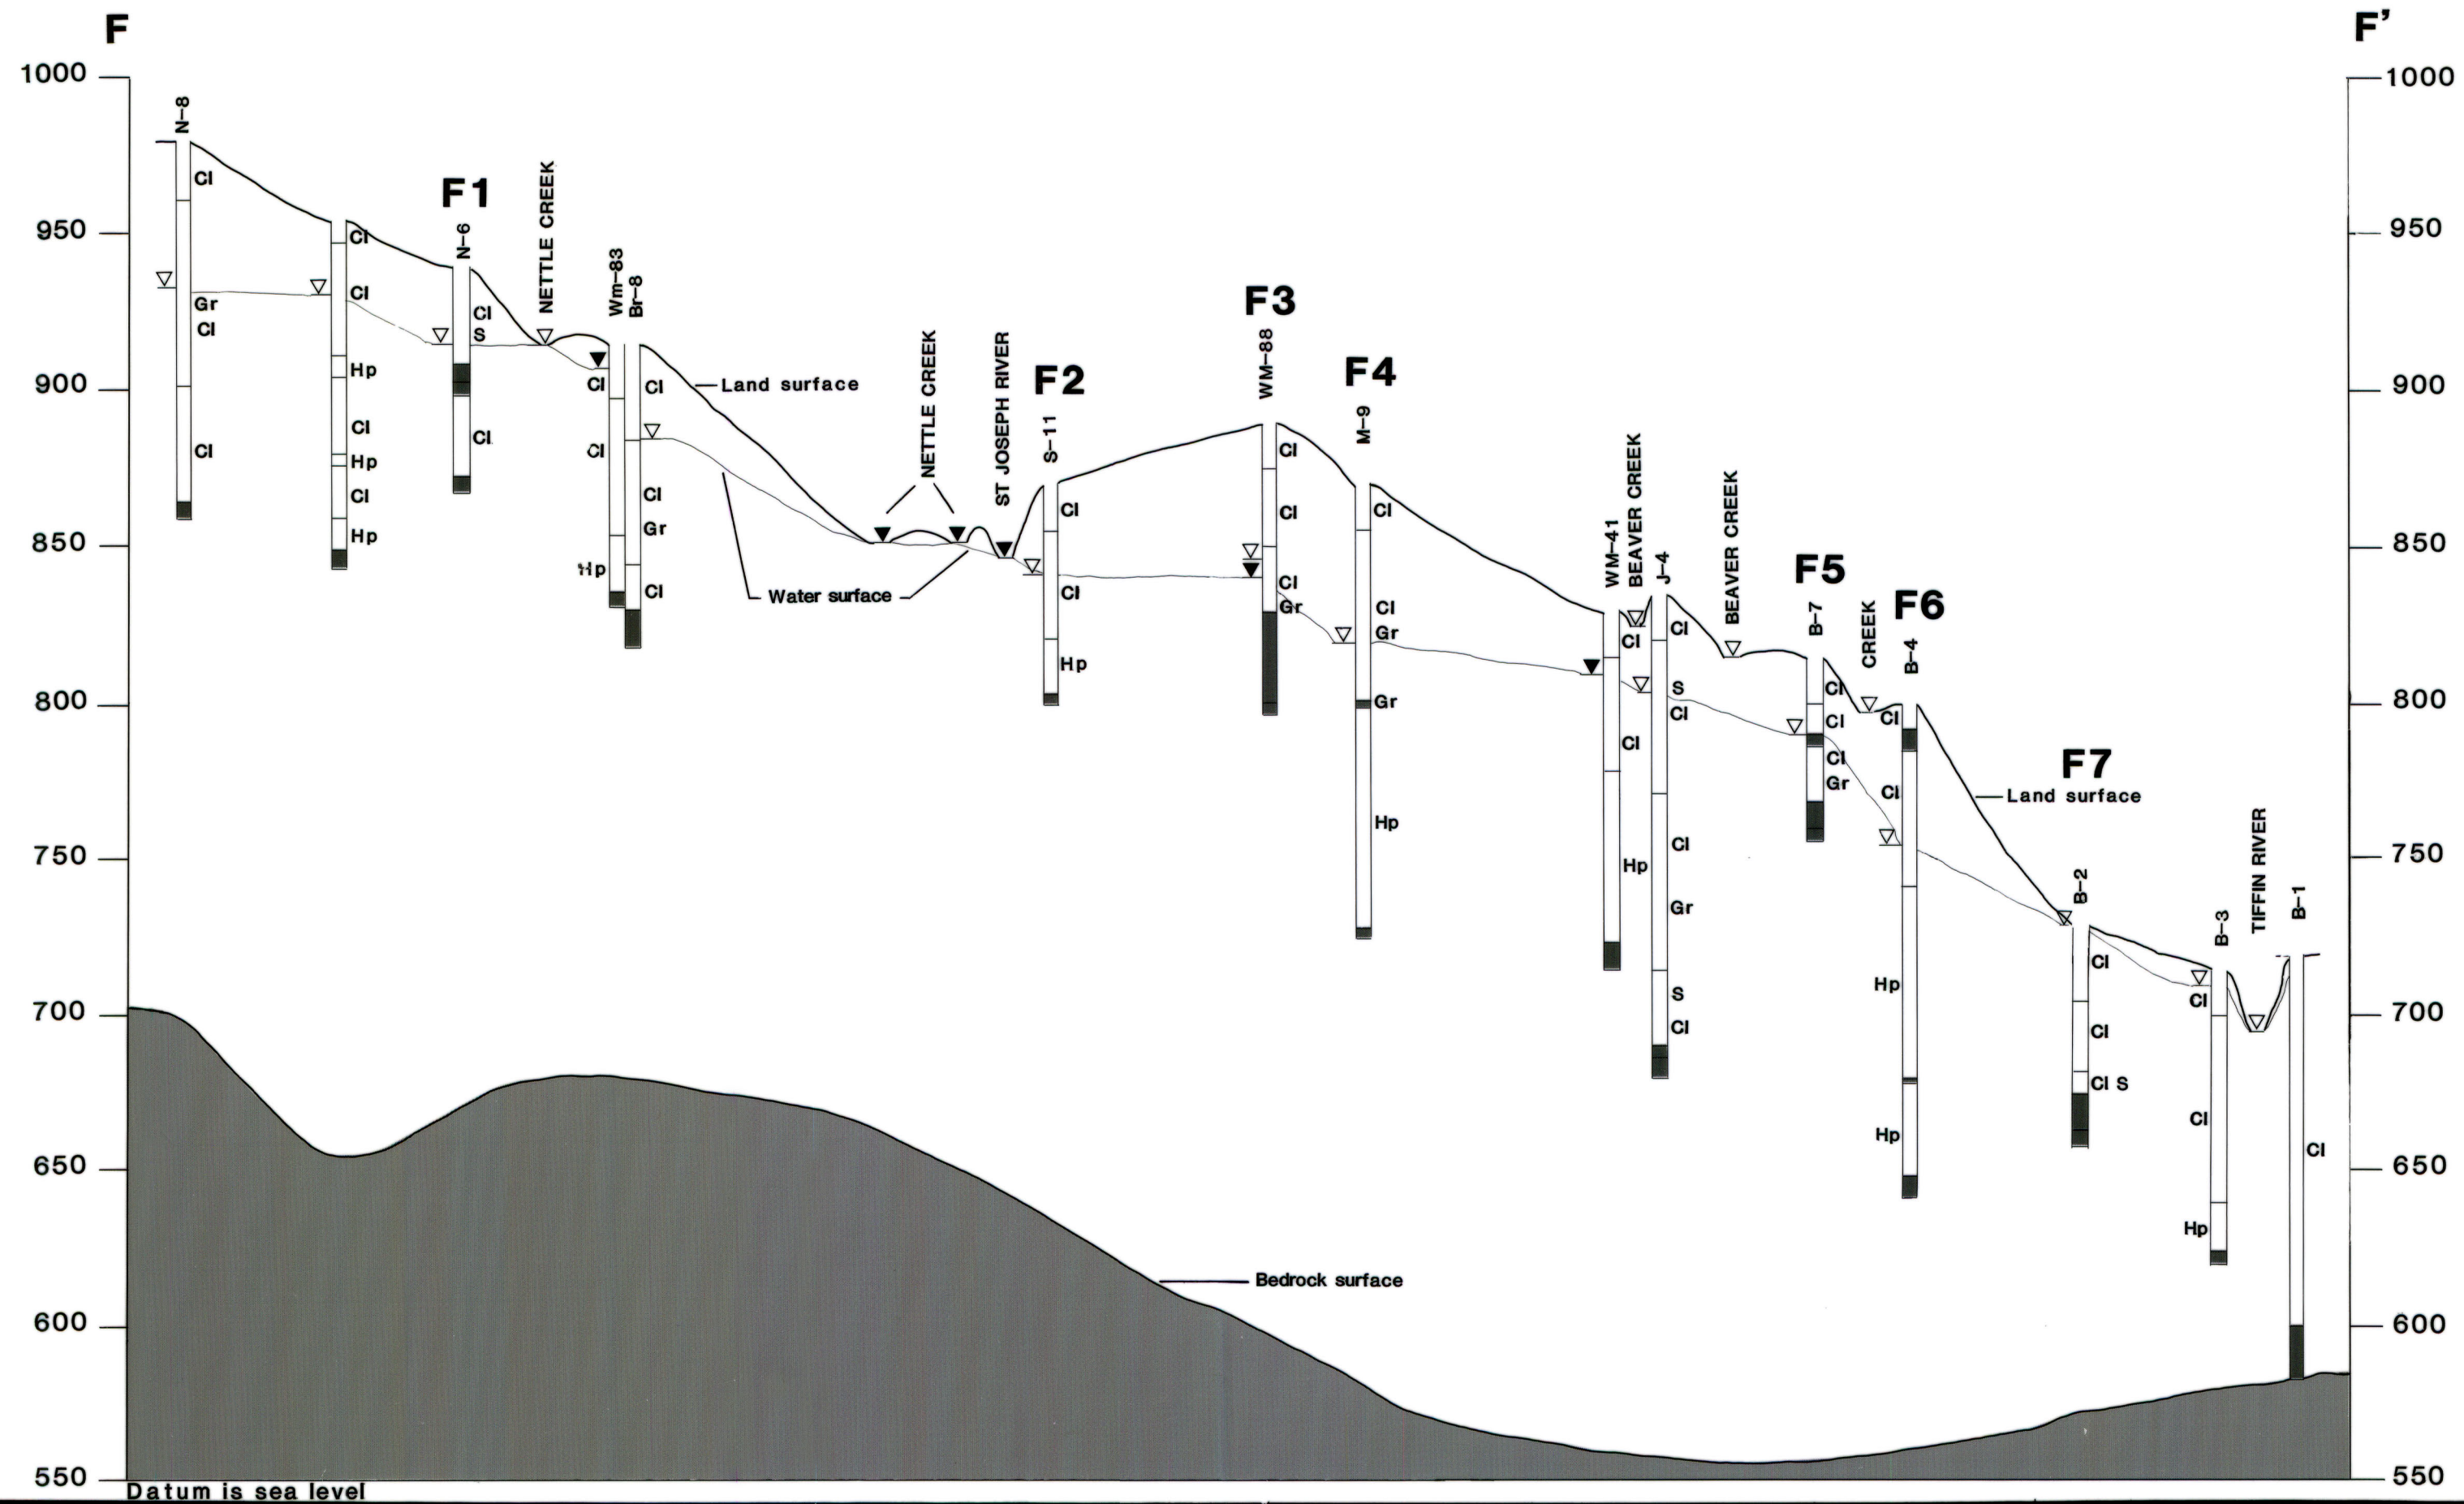 F
F'
1000
1000
N-8
Cl
950
950
F1
N-6
NETTLE CREEK
Cl
Cl
Gr
Cl
Cl
S
Wm-83
Br-8
F3
WM-88
900
900
Hp
Cl
Cl
Land surface
NETTLE CREEK
ST JOSEPH RIVER
F2
S-11
F4
M-9
Cl
Cl
Cl
Cl
Cl
Hp
Cl
Cl
Hp
Cl
Gr
Hp
Cl
Cl
Cl
Cl
850
850
WM-41
BEAVER CREEK
J-4
BEAVER CREEK
F5
B-7
CREEK
F6
B-4
Water surface
Cl
Hp
Cl
Gr
Cl
Gr
Gr
Cl
Cl
S
Cl
Cl
Cl
Cl
Cl
800
800
Cl
Gr
Cl
F7
Land surface
Hp
Hp
Cl
Gr
750
750
B-2
B-3
TIFFIN RIVER
B-1
Hp
S
Cl
Cl
Cl
Cl
700
700
Cl S
Cl
Hp
Cl
650
650
Hp
Bedrock surface
600
600
550
550
Datum is sea level